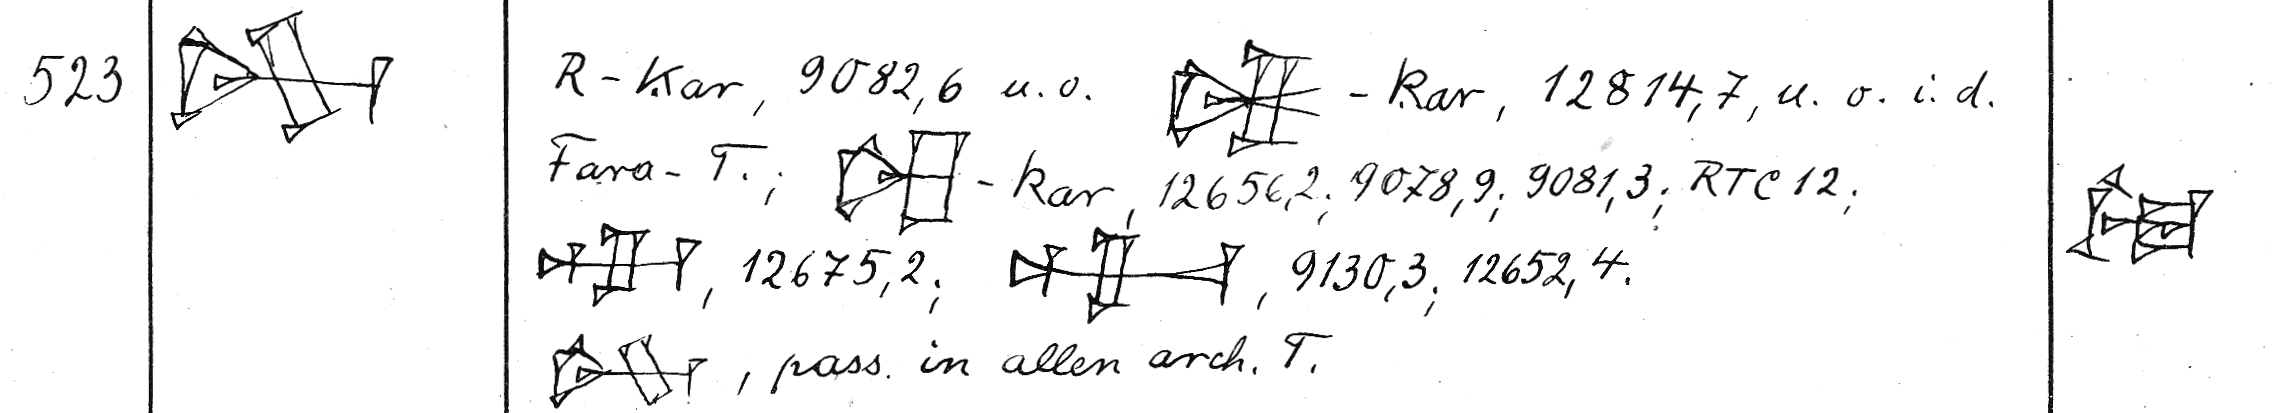 523
R-Kar, 9082,6 u.o. -kar, 12814,7, u. o. i. d.
Fara-T.; -kar, 12656,2; 9078,9; 9081,3; RTC 12;
, 12675,2; , 9130,3; 12652,4.
, pass. in allen arch. T.